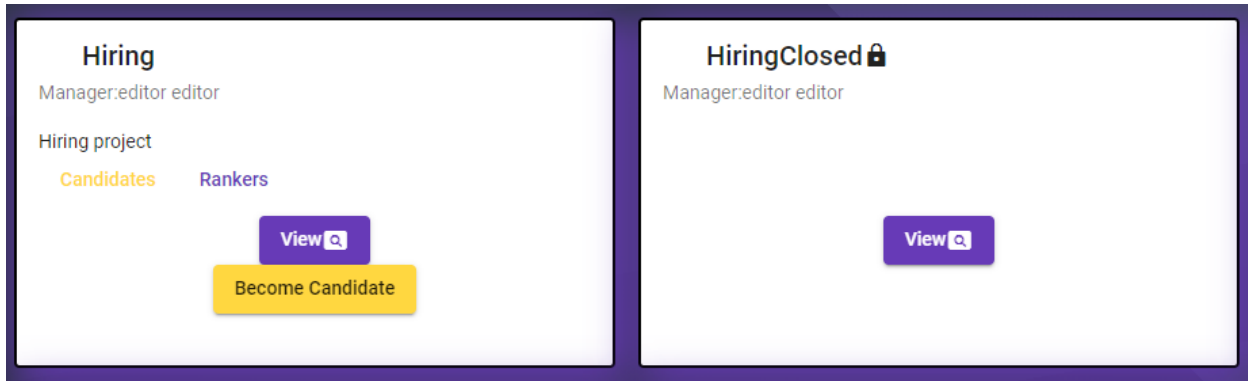 Hiring
Manager:editor editor
Hiring project
Candidates Rankers
View
Become Candidate
HiringClosed
Manager:editor editor
View